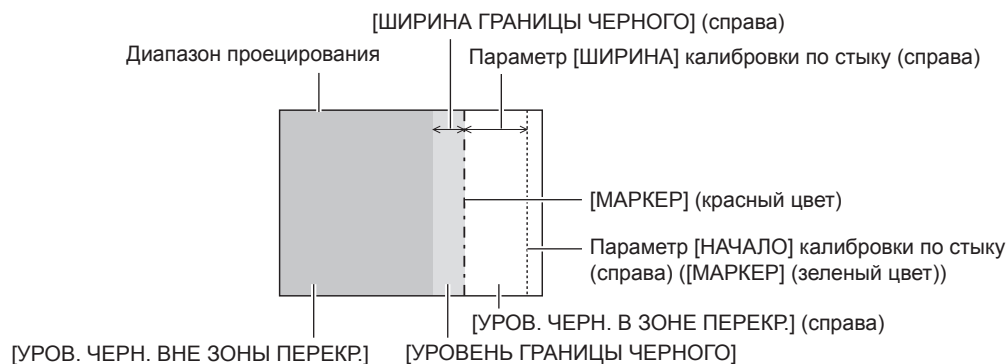 [ШИРИНА ГРАНИЦЫ ЧЕРНОГО] (справа)
Диапазон проецирования
Параметр [ШИРИНА] калибровки по стыку (справа)
[МАРКЕР] (красный цвет)
Параметр [НАЧАЛО] калибровки по стыку
(справа) ([МАРКЕР] (зеленый цвет))
[УРОВ. ЧЕРН. В ЗОНЕ ПЕРЕКР.] (справа)
[УРОВ. ЧЕРН. ВНЕ ЗОНЫ ПЕРЕКР.]
[УРОВЕНЬ ГРАНИЦЫ ЧЕРНОГО]